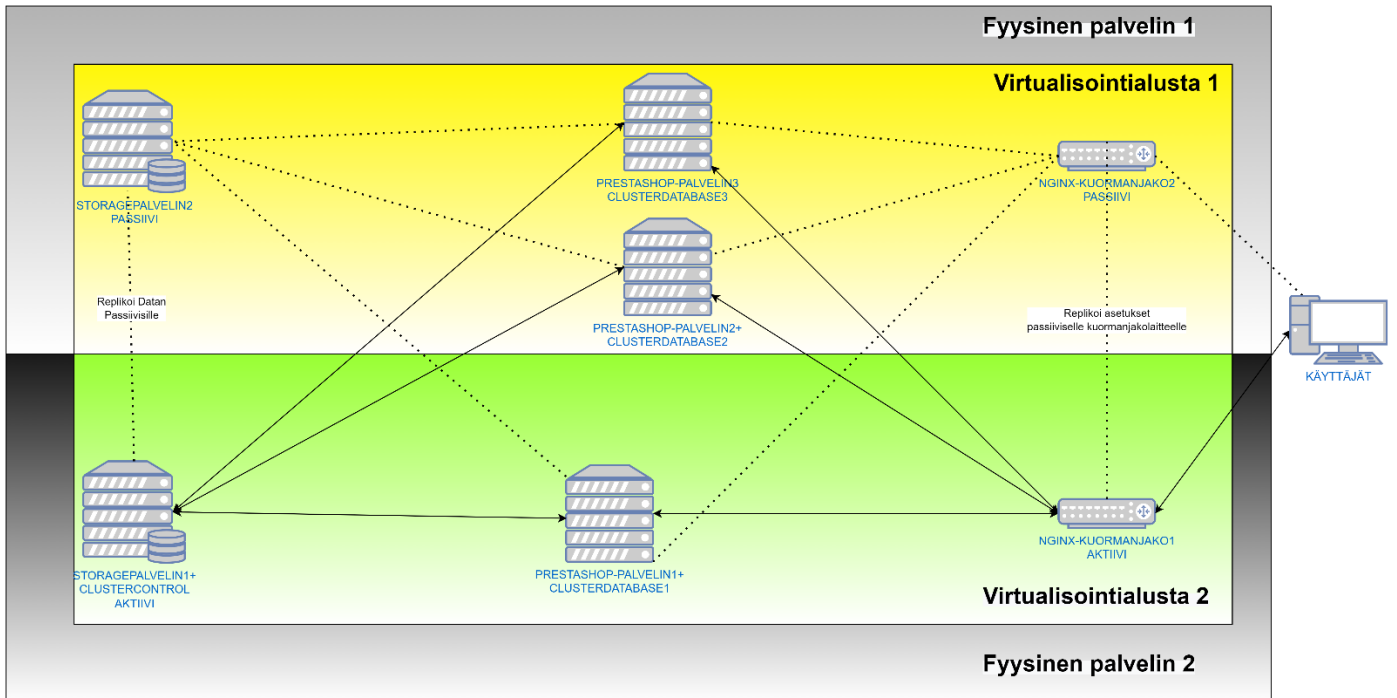 Fyysinen palvelin 1
Virtualisointialusta 1
STORAGEPALVELIN2
PASSIIVI
PRESTASHOP-PALVELIN3
CLUSTERDATABASE3
NGINX-KUORMANJAKO2
PASSIIVI
PRESTASHOP-PALVELIN2+
CLUSTERDATABASE2
Replikoi Datan
Passiivisille
Replikoi asetukset
passiiviselle kuormanjakolaitteelle
KÄYTTÄJÄT
STORAGEPALVELIN1+
CLUSTERCONTROL
AKTIIVI
PRESTASHOP-PALVELIN1+
CLUSTERDATABASE1
NGINX-KUORMANJAKO1
AKTIIVI
Virtualisointialusta 2
Fyysinen palvelin 2